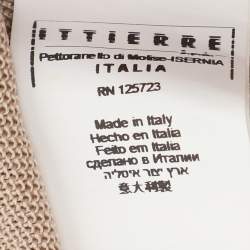 ITTIERRE s.p.a.
Pettoranello di Molise-ISERNIA
ITALIA
RN 125723
Made in Italy
Hecho en Italia
Feito em Italia
сделано в Италии
ארץ יצור איטליה
意大利製